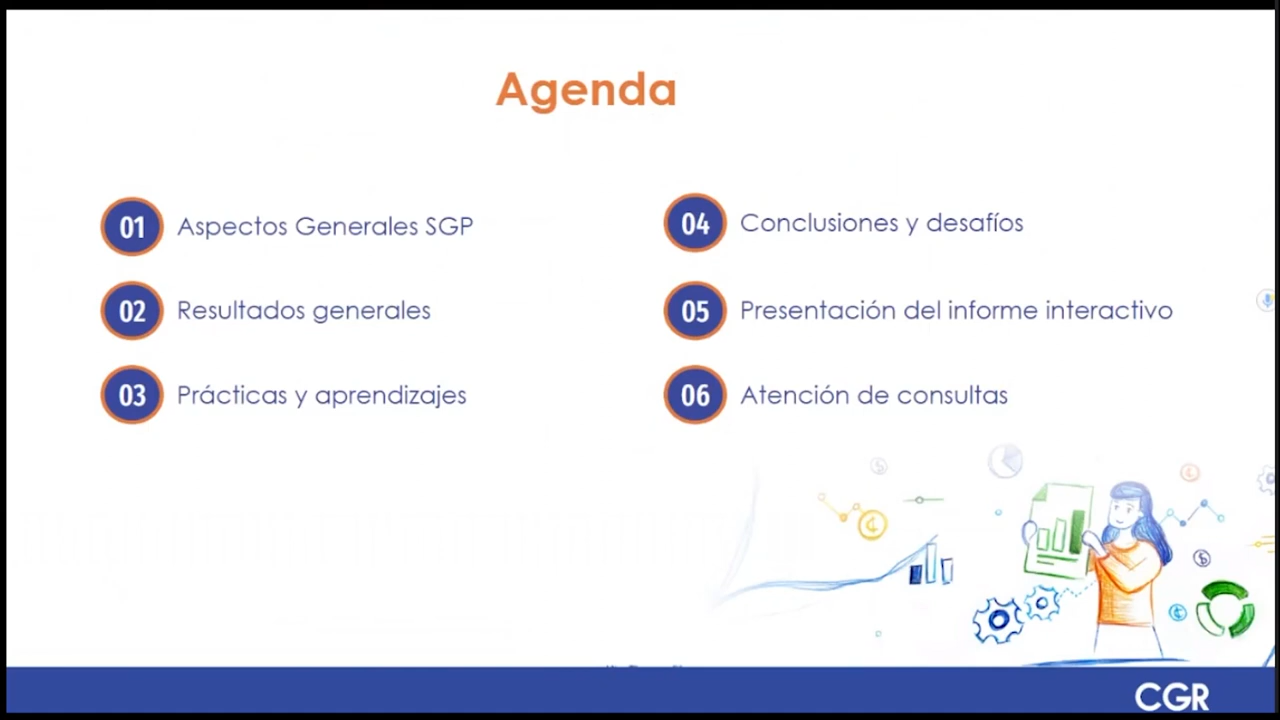 Agenda
01 Aspectos Generales SGP
02 Resultados generales
03 Prácticas y aprendizajes
04 Conclusiones y desafíos
05 Presentación del informe interactivo
06 Atención de consultas
CGR